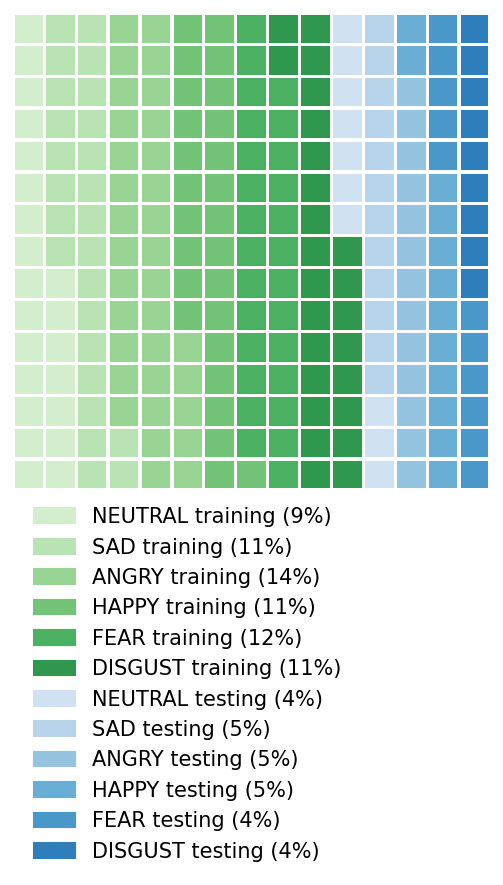 NEUTRAL training (9%)
SAD training (11%)
ANGRY training (14%)
HAPPY training (11%)
FEAR training (12%)
DISGUST training (11%)
NEUTRAL testing (4%)
SAD testing (5%)
ANGRY testing (5%)
HAPPY testing (5%)
FEAR testing (4%)
DISGUST testing (4%)